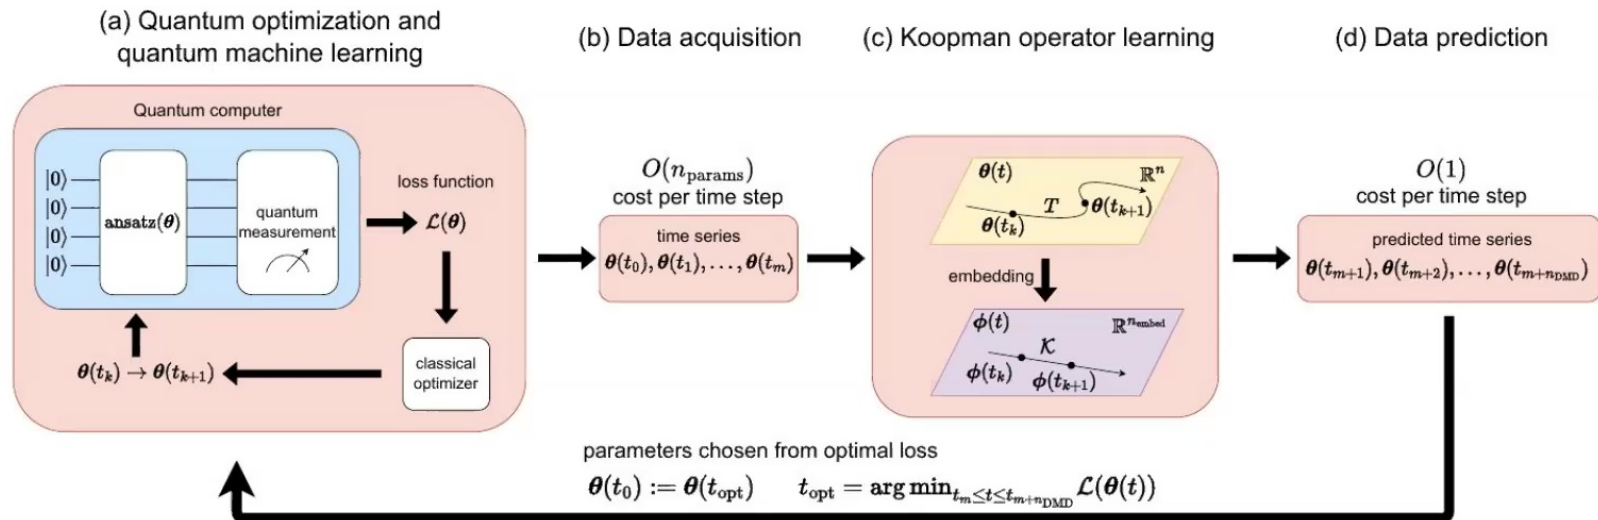 (a) Quantum optimization and
quantum machine learning
Quantum computer
|0⟩
|0⟩
|0⟩
|0⟩
ansatz(θ)
quantum
measurement
loss function
ℒ(θ)
classical
optimizer
θ(t_k) → θ(t_{k+1})
(b) Data acquisition
O(n_params)
cost per time step
time series
θ(t_0), θ(t_1), . . . , θ(t_m)
(c) Koopman operator learning
θ(t)
ℝ^n
T
θ(t_k)
θ(t_{k+1})
embedding
ϕ(t)
ℝ^{n_embed}
𝒦
ϕ(t_k)
ϕ(t_{k+1})
(d) Data prediction
O(1)
cost per time step
predicted time series
θ(t_{m+1}), θ(t_{m+2}), . . . , θ(t_{m+n_DMD})
parameters chosen from optimal loss
θ(t_0) := θ(t_opt) t_opt = arg min_{t_m≤t≤t_{m+n_DMD}} ℒ(θ(t))